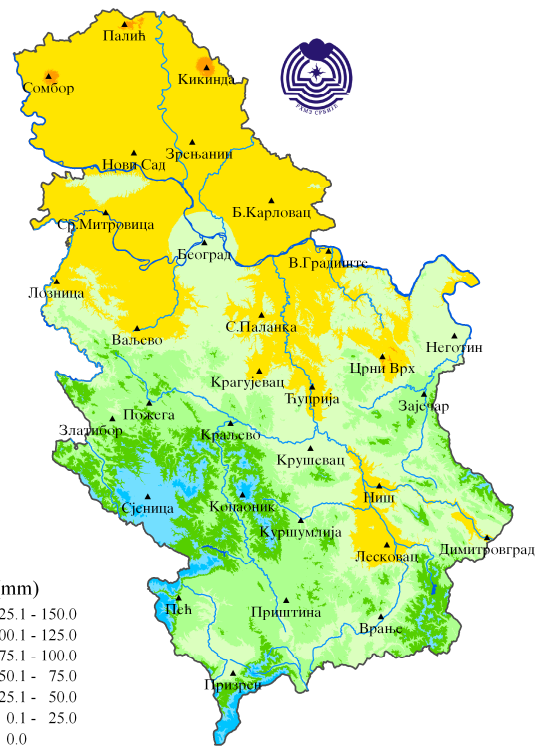 Палић
Кикинда
Сомбор
РХМЗ СРБИЈЕ
Зрењанин
Нови Сад
Б.Карловац
Ср.Митровица
Београд
В.Градиште
Лозница
С.Паланка
Ваљево
Неготин
Црни Врх
Крагујевац
Ћуприја
Зајечар
Пожега
Златибор
Краљево
Крушевац
Ниш
Сјеница
Копаоник
Куршумлија
Димитровград
Лесковац
mm)
25.1 - 150.0
00.1 - 125.0
75.1 - 100.0
50.1 - 75.0
25.1 - 50.0
0.1 - 25.0
0.0
Пећ
Приштина
Врање
Призрен